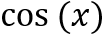 cos (𝑥)